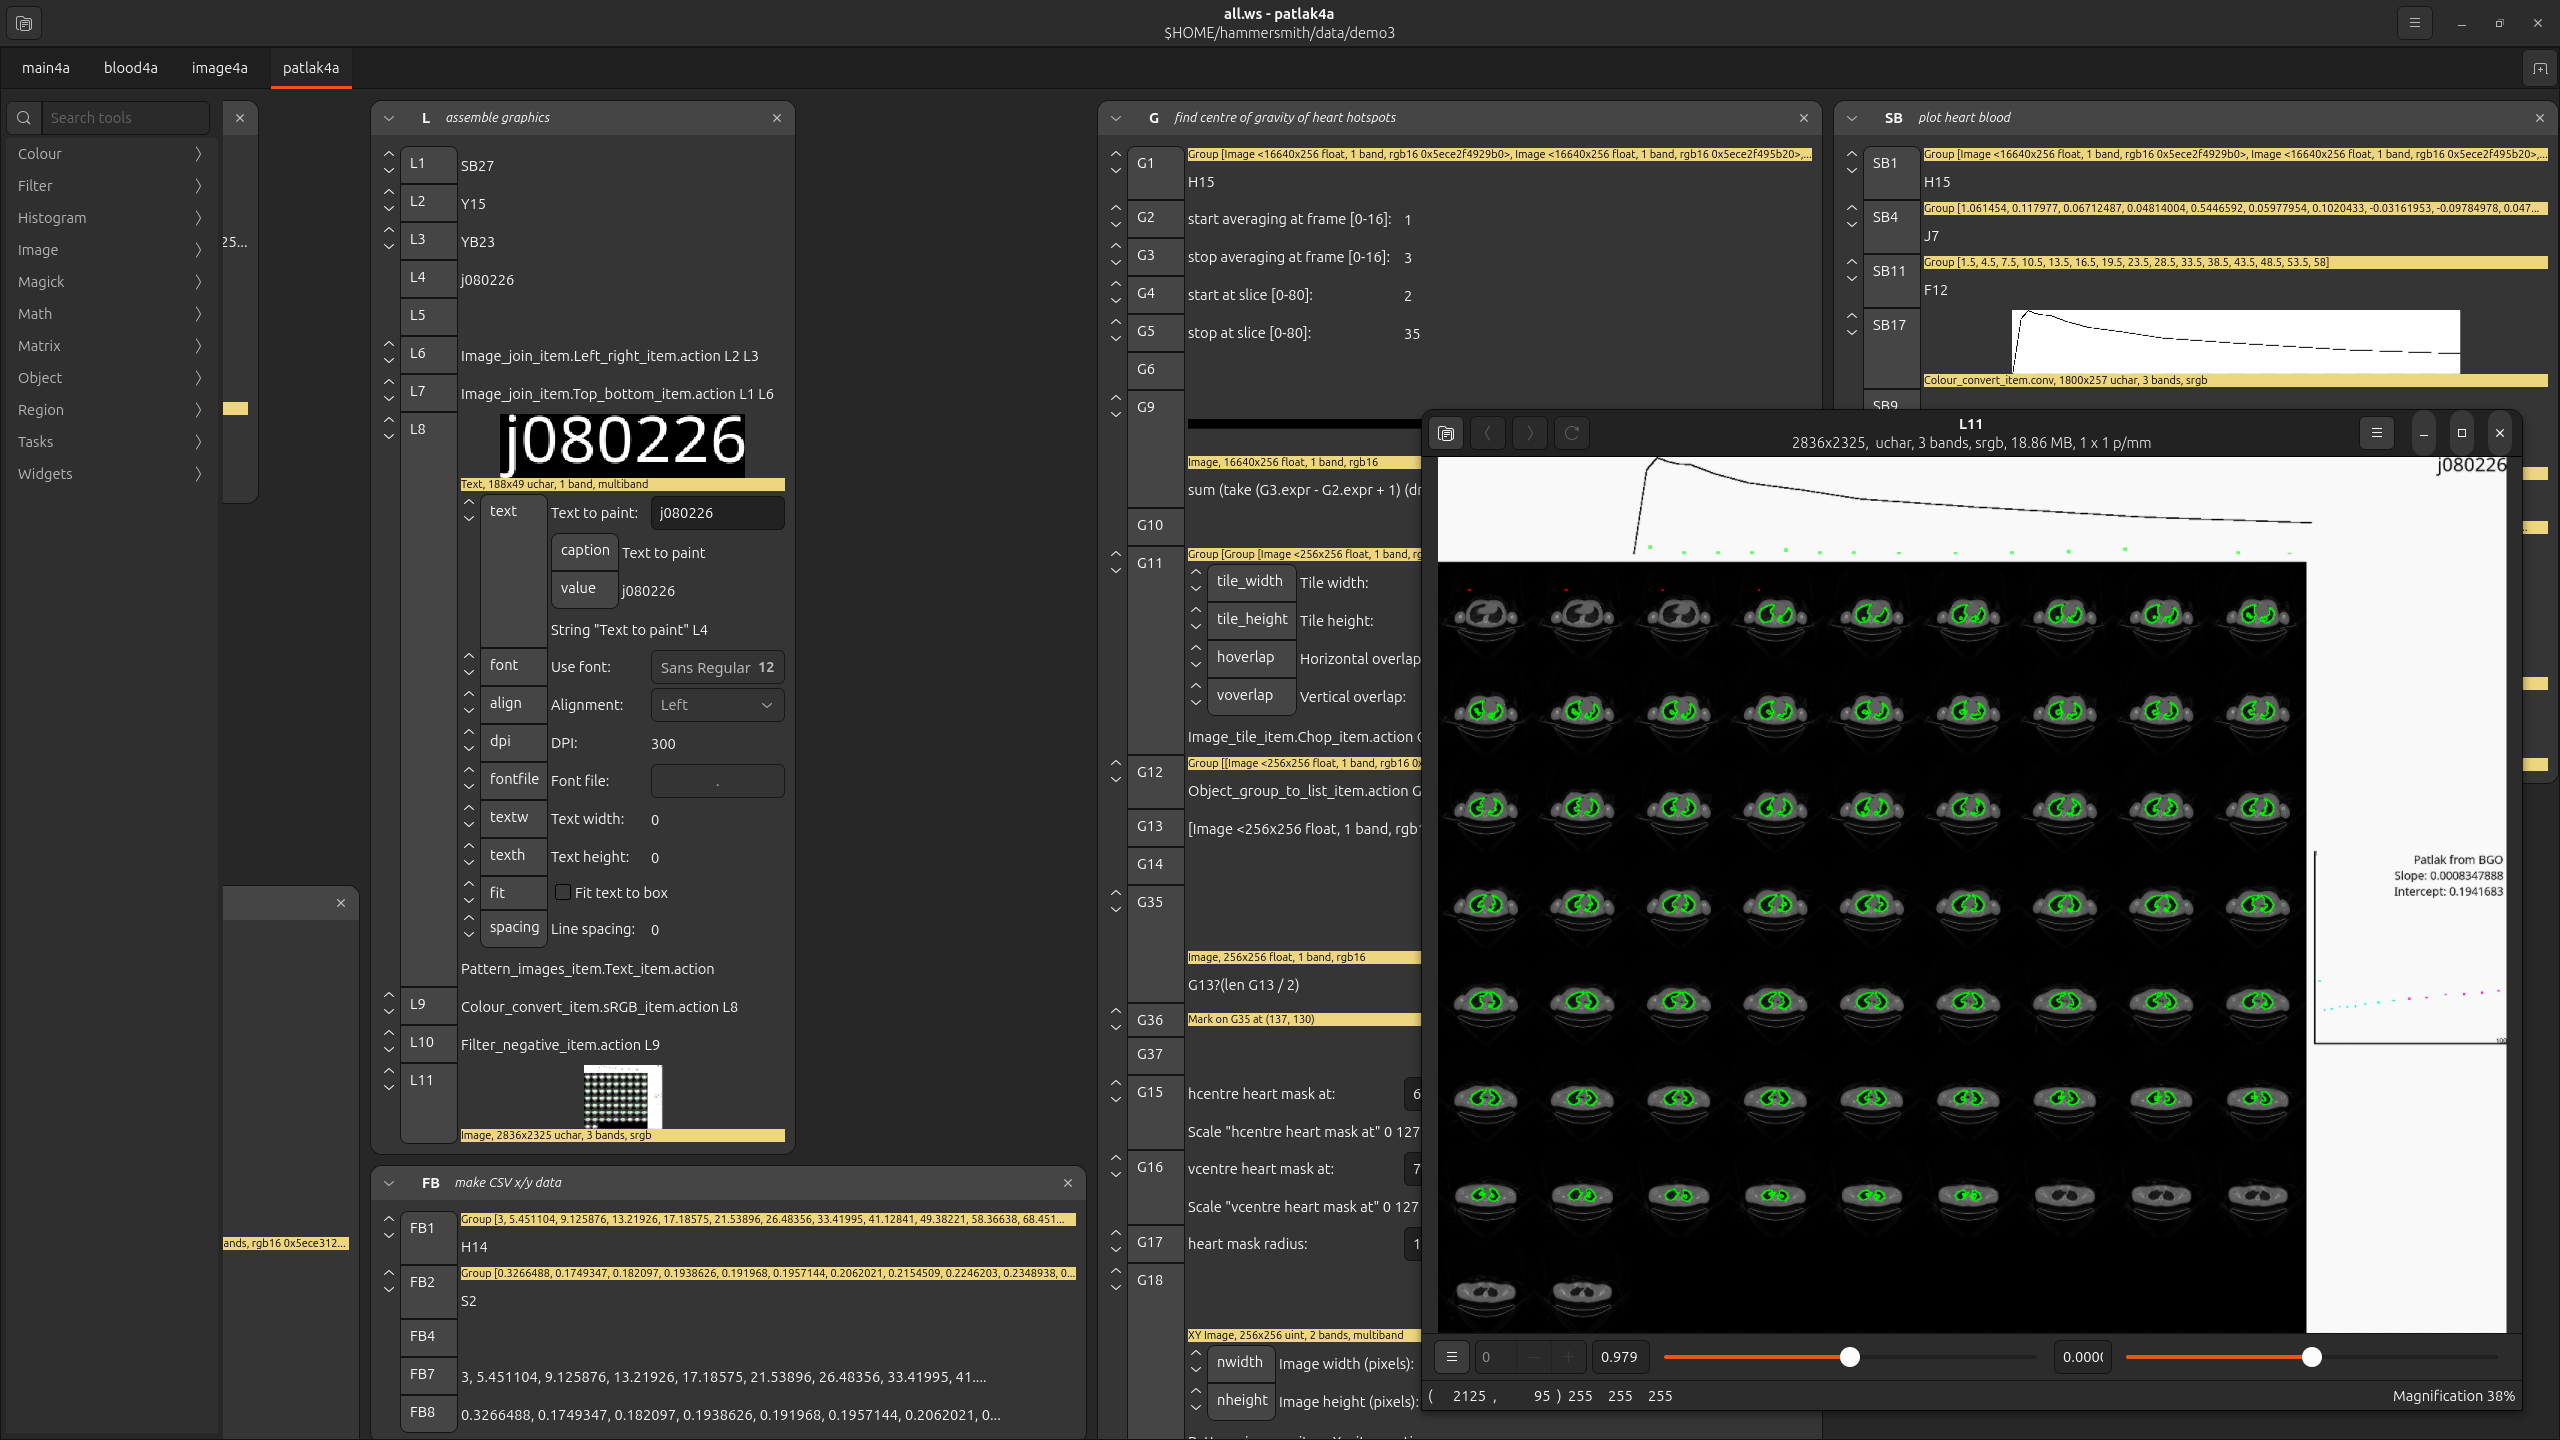 all.ws - patlak4a
$HOME/hammersmith/data/demo3
main4a blood4a image4a patlak4a
Search tools
Colour
Filter
Histogram
Image
Magick
Math
Matrix
Object
Region
Tasks
Widgets
25...
ands, rgb16 0x5ece312...
L assemble graphics
L1 SB27
L2 Y15
L3 YB23
L4 j080226
L5
L6 Image_join_item.Left_right_item.action L2 L3
L7 Image_join_item.Top_bottom_item.action L1 L6
L8 j080226
Text, 188x49 uchar, 1 band, multiband
text Text to paint: j080226
caption Text to paint
value j080226
String "Text to paint" L4
font Use font: Sans Regular 12
align Alignment: Left
dpi DPI: 300
fontfile Font file: .
textw Text width: 0
texth Text height: 0
fit Fit text to box
spacing Line spacing: 0
Pattern_images_item.Text_item.action
L9 Colour_convert_item.sRGB_item.action L8
L10 Filter_negative_item.action L9
L11
Image, 2836x2325 uchar, 3 bands, srgb
FB make CSV x/y data
FB1 Group [3, 5.451104, 9.125876, 13.21926, 17.18575, 21.53896, 26.48356, 33.41995, 41.12841, 49.38221, 58.36638, 68.451...
H14
FB2 Group [0.3266488, 0.1749347, 0.182097, 0.1938626, 0.191968, 0.1957144, 0.2062021, 0.2154509, 0.2246203, 0.2348938, 0...
S2
FB4
FB7 3, 5.451104, 9.125876, 13.21926, 17.18575, 21.53896, 26.48356, 33.41995, 41....
FB8 0.3266488, 0.1749347, 0.182097, 0.1938626, 0.191968, 0.1957144, 0.2062021, 0...
G find centre of gravity of heart hotspots
G1 Group [Image <16640x256 float, 1 band, rgb16 0x5ece2f4929b0>, Image <16640x256 float, 1 band, rgb16 0x5ece2f495b20>,...
H15
G2 start averaging at frame [0-16]: 1
G3 stop averaging at frame [0-16]: 3
G4 start at slice [0-80]: 2
G5 stop at slice [0-80]: 35
G6
G9
Image, 16640x256 float, 1 band, rgb16
sum (take (G3.expr - G2.expr + 1) (dr
G10
G11 Group [Group [Image <256x256 float, 1 band, rg
tile_width Tile width:
tile_height Tile height:
hoverlap Horizontal overlap
voverlap Vertical overlap:
Image_tile_item.Chop_item.action
G12 Group [[Image <256x256 float, 1 band, rgb16 0x
Object_group_to_list_item.action G
G13 [Image <256x256 float, 1 band, rgb1
G14
G35
Image, 256x256 float, 1 band, rgb16
G13?(len G13 / 2)
G36 Mark on G35 at (137, 130)
G37
G15 hcentre heart mask at: 6
Scale "hcentre heart mask at" 0 127
G16 vcentre heart mask at: 7
Scale "vcentre heart mask at" 0 127
G17 heart mask radius: 1
G18
XY Image, 256x256 uint, 2 bands, multiband
nwidth Image width (pixels):
nheight Image height (pixels):
SB plot heart blood
SB1 Group [Image <16640x256 float, 1 band, rgb16 0x5ece2f4929b0>, Image <16640x256 float, 1 band, rgb16 0x5ece2f495b20>,...
H15
SB4 Group [1.061454, 0.117977, 0.06712487, 0.04814004, 0.5446592, 0.05977954, 0.1020433, -0.03161953, -0.09784978, 0.047...
J7
SB11 Group [1.5, 4.5, 7.5, 10.5, 13.5, 16.5, 19.5, 23.5, 28.5, 33.5, 38.5, 43.5, 48.5, 53.5, 58]
F12
SB17
Colour_convert_item.conv, 1800x257 uchar, 3 bands, srgb
SB9
L11
2836x2325, uchar, 3 bands, srgb, 18.86 MB, 1 x 1 p/mm
j080226
Patlak from BGO
Slope: 0.0008347888
Intercept: 0.1941683
100
0 0.979 0.000
( 2125 , 95 ) 255 255 255
Magnification 38%